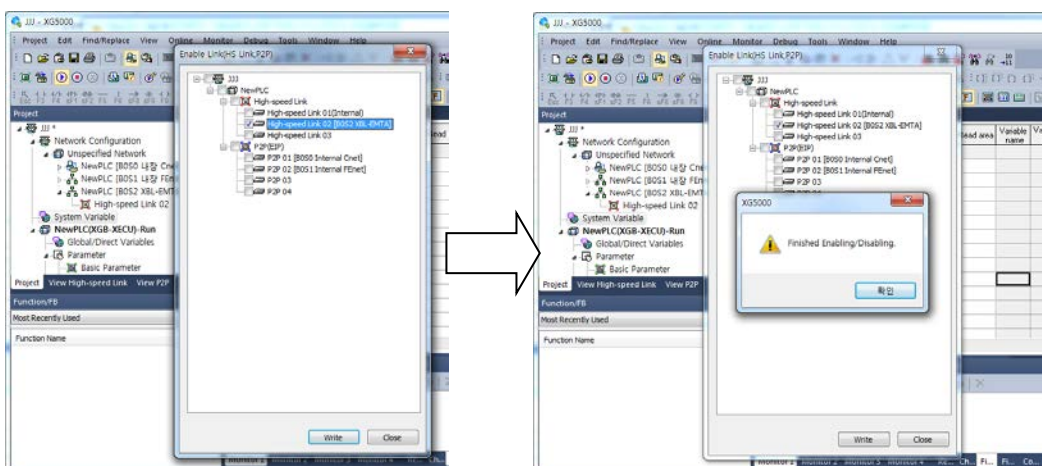 JJJ - XG5000
Project Edit Find/Replace View Online Monitor Debug Tools Window Help
Enable Link(HS Link,P2P)
JJJ
NewPLC
High-speed Link
High-speed Link 01(Internal)
High-speed Link 02 [B0S2 XBL-EMTA]
High-speed Link 03
P2P(EIP)
P2P 01 [B0S0 Internal Cnet]
P2P 02 [B0S1 Internal FEnet]
P2P 03
P2P 04
Project
JJJ *
Network Configuration
Unspecified Network
NewPLC [B0S0 내장 Cne
NewPLC [B0S1 내장 FEn
NewPLC [B0S2 XBL-EMT
High-speed Link 02
System Variable
NewPLC(XGB-XECU)-Run
Global/Direct Variables
Parameter
Basic Parameter
Project View High-speed Link View P2P
Function/FB
Most Recently Used
Function Name
Write Close
JJJ - XG5000
Project Edit Find/Replace View Online Monitor Debug Tools Window Help
Enable Link(HS Link,P2P)
JJJ
NewPLC
High-speed Link
High-speed Link 01(Internal)
High-speed Link 02 [B0S2 XBL-EMTA]
High-speed Link 03
P2P(EIP)
P2P 01 [B0S0 Internal Cnet]
P2P 02 [B0S1 Internal FEnet]
P2P 03
Project
JJJ *
Network Configuration
Unspecified Network
NewPLC [B0S0 내장 Cne
NewPLC [B0S1 내장 FEn
NewPLC [B0S2 XBL-EMT
High-speed Link 02
System Variable
NewPLC(XGB-XECU)-Run
Global/Direct Variables
Parameter
Basic Parameter
Project View High-speed Link View P2P
Function/FB
Most Recently Used
Function Name
Read area Variable name
XG5000
Finished Enabling/Disabling.
확인
Write Close